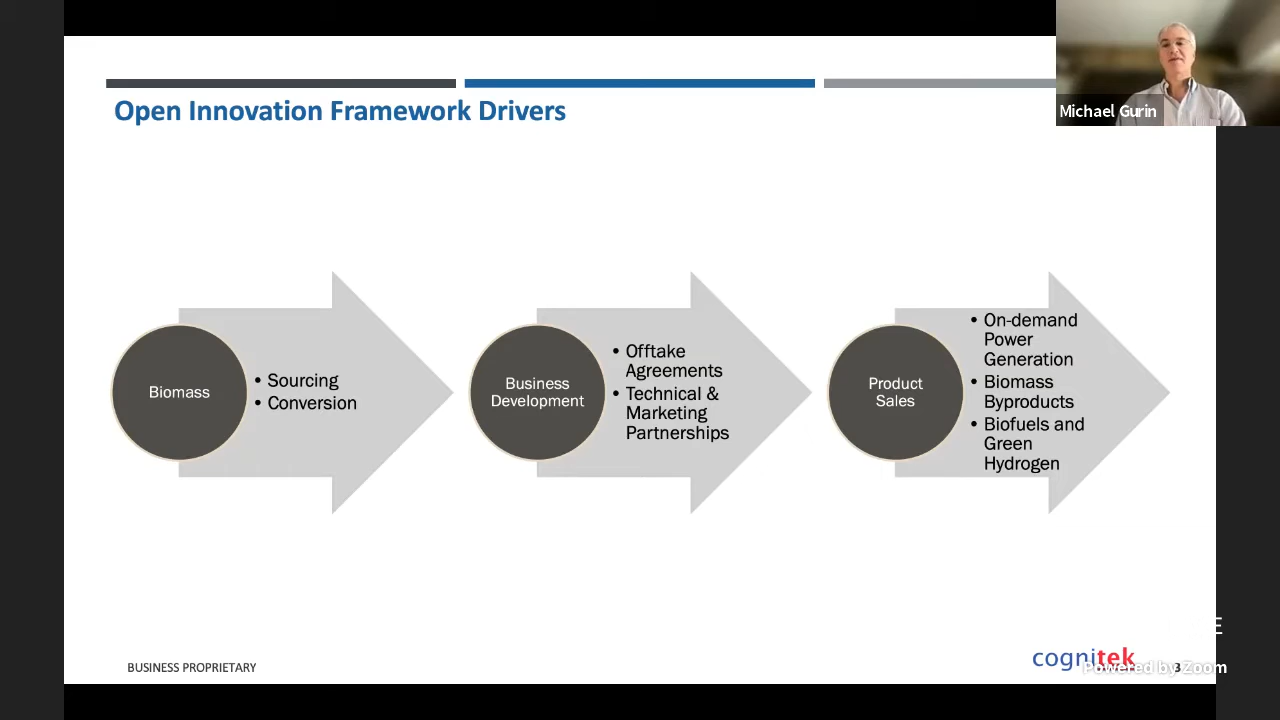 Michael Gurin
Open Innovation Framework Drivers
Biomass
• Sourcing
• Conversion
Business
Development
• Offtake
Agreements
• Technical &
Marketing
Partnerships
Product
Sales
• On-demand
Power
Generation
• Biomass
Byproducts
• Biofuels and
Green
Hydrogen
BUSINESS PROPRIETARY
cognitek
3
E
Powered by Zoom